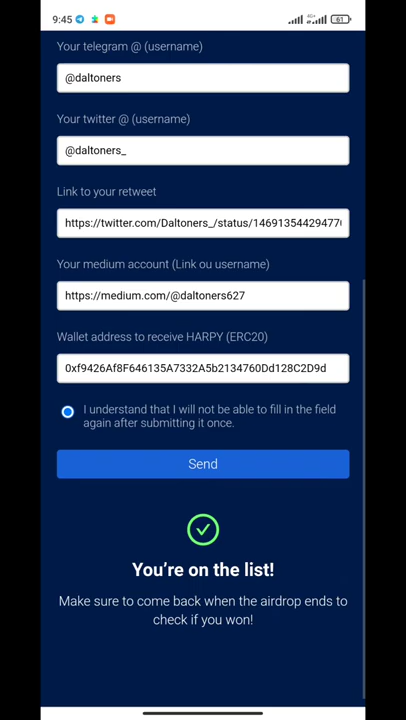 9:45
4G+
61
Your telegram @ (username)
@daltoners
Your twitter @ (username)
@daltoners_
Link to your retweet
https://twitter.com/Daltoners_/status/14691354429477
Your medium account (Link ou username)
https://medium.com/@daltoners627
Wallet address to receive HARPY (ERC20)
0xf9426Af8F646135A7332A5b2134760Dd128C2D9d
I understand that I will not be able to fill in the field
again after submitting it once.
Send
You're on the list!
Make sure to come back when the airdrop ends to
check if you won!